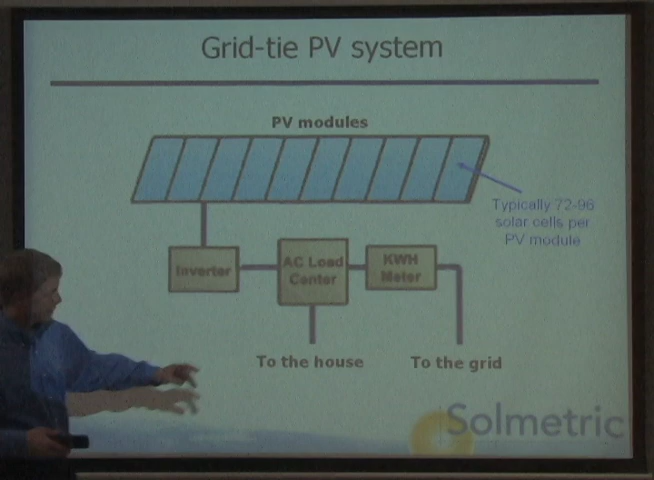 Grid-tie PV system
PV modules
Typically 72-96
solar cells per
PV module
Inverter
AC Load
Center
KWH
Meter
To the house
To the grid
Solmetric